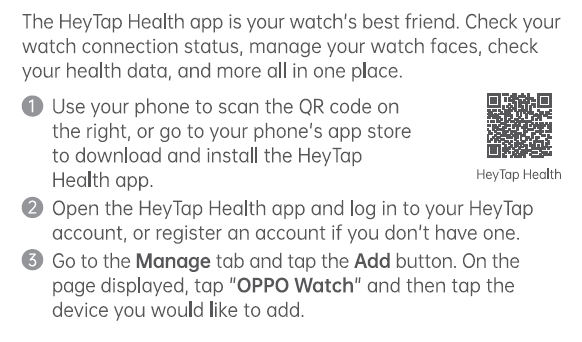 The HeyTap Health app is your watch's best friend. Check your
watch connection status, manage your watch faces, check
your health data, and more all in one place.
1 Use your phone to scan the QR code on
the right, or go to your phone's app store
to download and install the HeyTap
Health app.
HeyTap Health
2 Open the HeyTap Health app and log in to your HeyTap
account, or register an account if you don't have one.
3 Go to the Manage tab and tap the Add button. On the
page displayed, tap "OPPO Watch" and then tap the
device you would like to add.